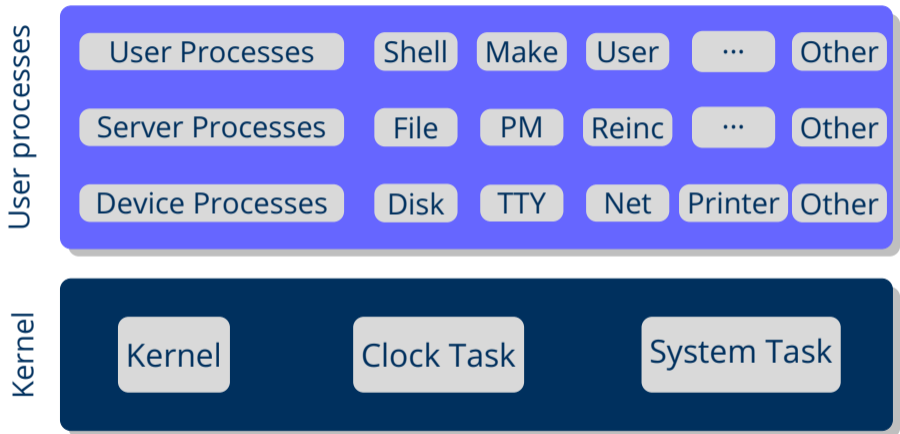 User processes
User Processes Shell Make User ... Other
Server Processes File PM Reinc ... Other
Device Processes Disk TTY Net Printer Other
Kernel
Kernel Clock Task System Task